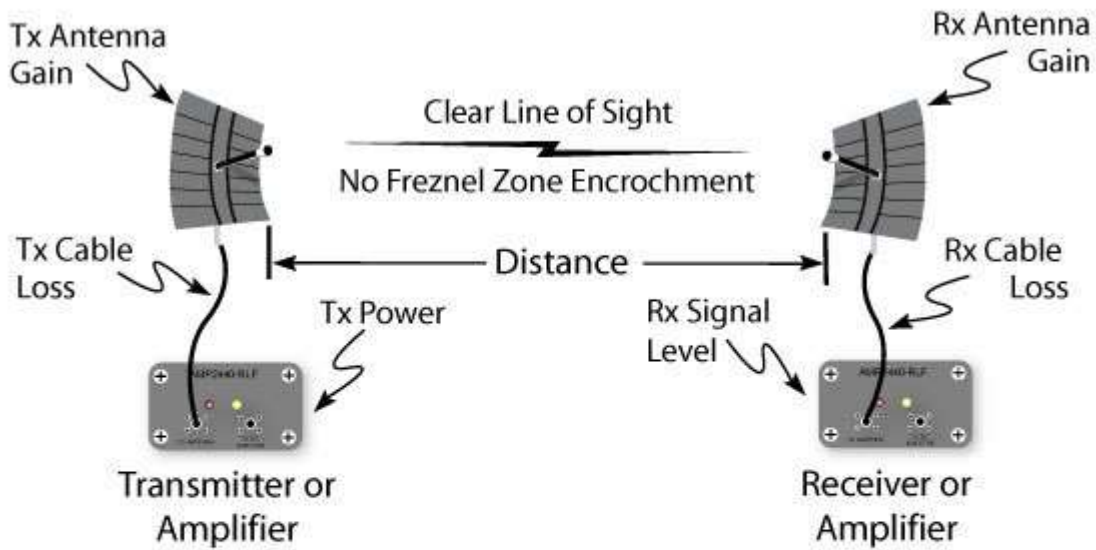 Tx Antenna
Gain
Rx Antenna
Gain
Clear Line of Sight
No Freznel Zone Encrochment
Tx Cable
Loss
Distance
Rx Cable
Loss
Tx Power
Rx Signal
Level
Transmitter or
Amplifier
Receiver or
Amplifier